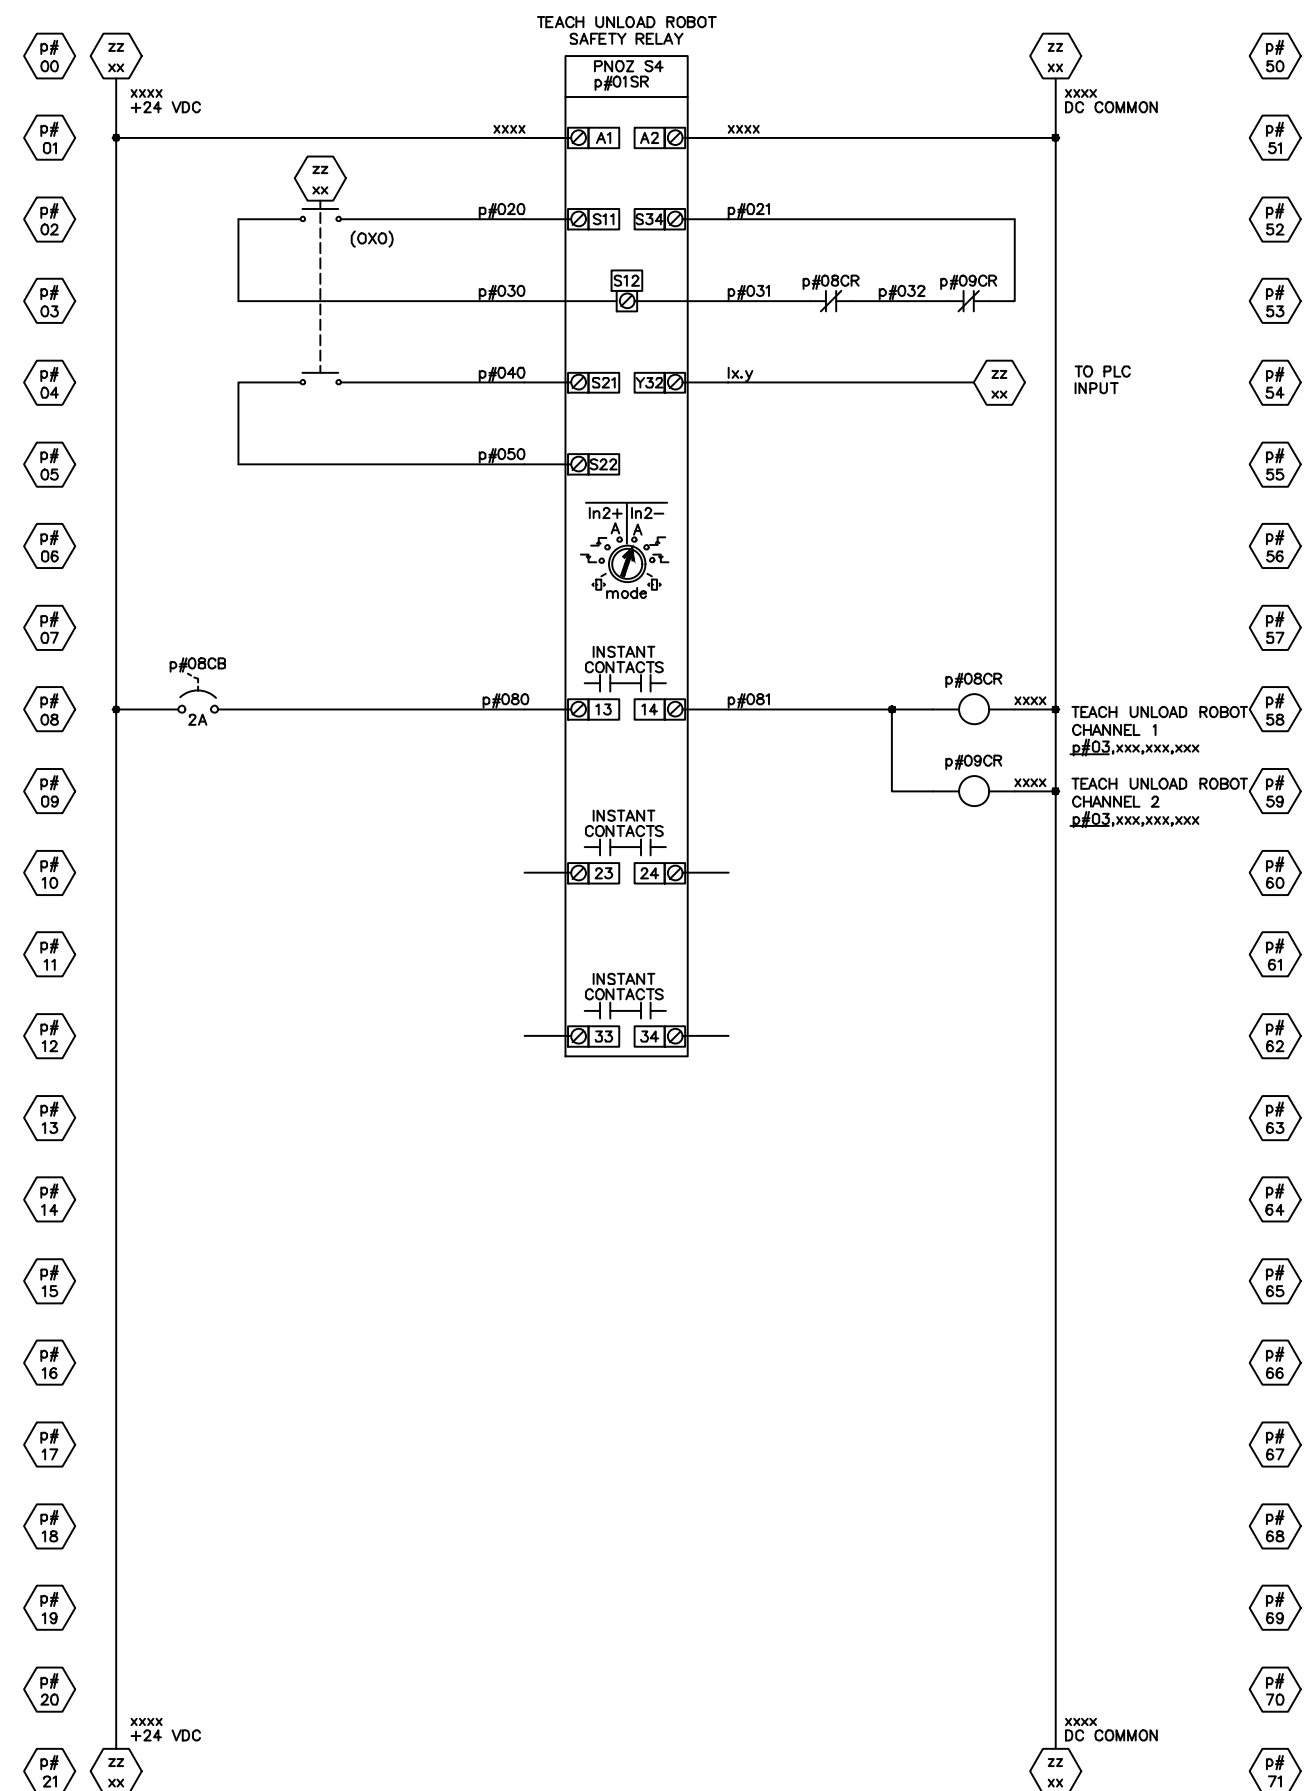 TEACH UNLOAD ROBOT
SAFETY RELAY
p#
00
zz
xx
PNOZ S4
p#01SR
zz
xx
p#
50
xxxx
+24 VDC
xxxx
DC COMMON
p#
01
xxxx
A1
A2
xxxx
p#
51
zz
xx
p#
02
p#020
S11
S34
p#021
p#
52
(OXO)
p#
03
p#030
S12
p#031
p#08CR
p#032
p#09CR
p#
53
p#
04
p#040
S21
Y32
Ix.y
zz
xx
TO PLC
INPUT
p#
54
p#
05
p#050
S22
p#
55
In2+
In2-
A
A
mode
p#
06
p#
56
p#
07
p#
57
INSTANT
CONTACTS
p#
08
p#08CB
2A
p#080
13
14
p#081
p#08CR
xxxx
TEACH UNLOAD ROBOT
CHANNEL 1
p#03,xxx,xxx,xxx
p#
58
p#
09
p#09CR
xxxx
TEACH UNLOAD ROBOT
CHANNEL 2
p#03,xxx,xxx,xxx
p#
59
INSTANT
CONTACTS
p#
10
23
24
p#
60
p#
11
p#
61
INSTANT
CONTACTS
p#
12
33
34
p#
62
p#
13
p#
63
p#
14
p#
64
p#
15
p#
65
p#
16
p#
66
p#
17
p#
67
p#
18
p#
68
p#
19
p#
69
p#
20
p#
70
xxxx
+24 VDC
xxxx
DC COMMON
p#
21
zz
xx
zz
xx
p#
71